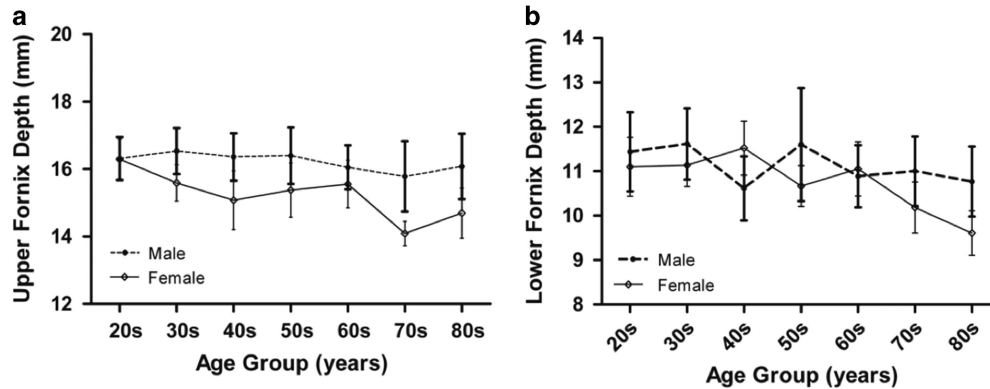 a
Upper Fornix Depth (mm)
20
18
16
14
12
Male
Female
20s 30s 40s 50s 60s 70s 80s
Age Group (years)
b
Lower Fornix Depth (mm)
14
13
12
11
10
9
8
Male
Female
20s 30s 40s 50s 60s 70s 80s
Age Group (years)